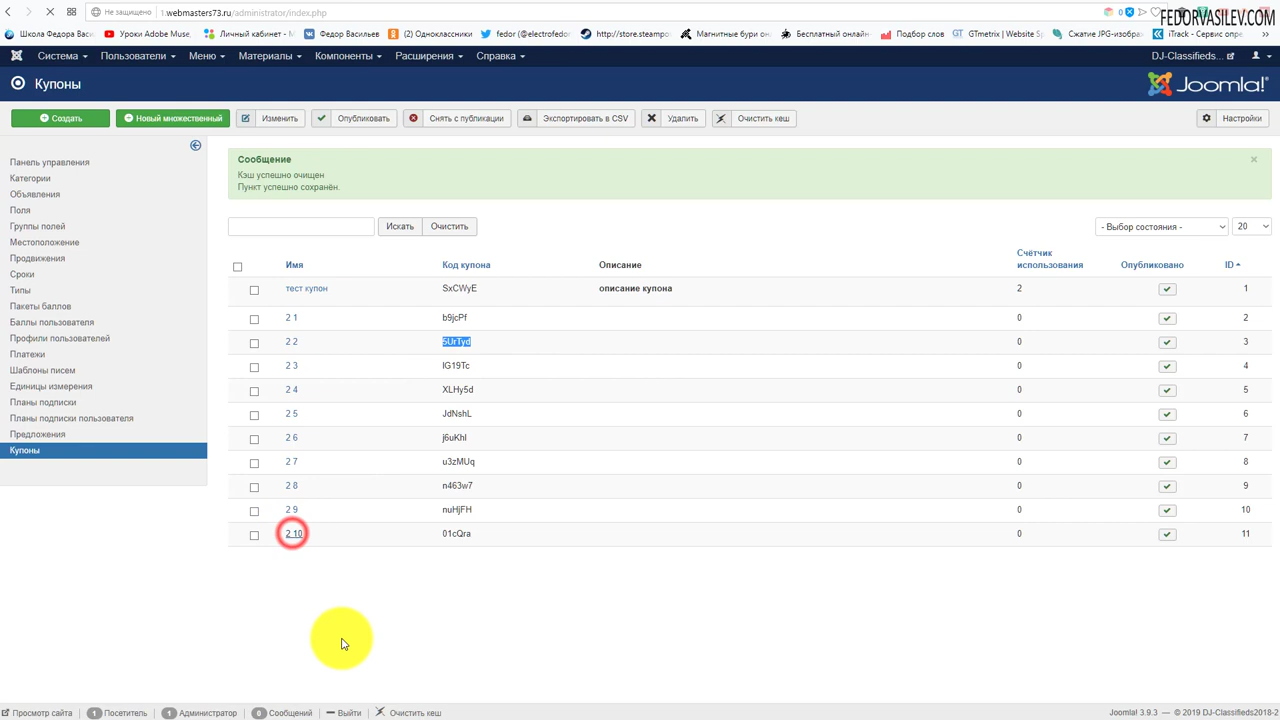 Не защищено 1.webmasters73.ru/administrator/index.php
FEDORVASILEV.COM
Школа Федора Васи... Уроки Adobe Muse, Личный кабинет - М Федор Васильев (2) Одноклассники fedor (@electrofedor http://store.steampo Магнитные бури он Бесплатный онлайн Подбор слов GTmetrix | Website Sp Сжатие JPG-изображ iTrack - Сервис опре.
Система Пользователи Меню Материалы Компоненты Расширения Справка DJ-Classifieds...
Купоны Joomla!®
Создать Новый множественный Изменить Опубликовать Снять с публикации Экспортировать в CSV Удалить Очистить кеш Настройки
Панель управления
Категории
Объявления
Поля
Группы полей
Местоположение
Продвижения
Сроки
Типы
Пакеты баллов
Баллы пользователя
Профили пользователей
Платежи
Шаблоны писем
Единицы измерения
Планы подписки
Планы подписки пользователя
Предложения
Купоны
Сообщение
Кэш успешно очищен
Пункт успешно сохранён.
Искать Очистить - Выбор состояния - 20
Имя Код купона Описание Счётчик использования Опубликовано ID
тест купон SxCWyE описание купона 2 1
2 1 b9jcPf 0 2
2 2 5UrTyd 0 3
2 3 lG19Tc 0 4
2 4 XLHy5d 0 5
2 5 JdNshL 0 6
2 6 j6uKhl 0 7
2 7 u3zMUq 0 8
2 8 n463w7 0 9
2 9 nuHjFH 0 10
2 10 01cQra 0 11
Просмотр сайта 1 Посетитель 1 Администратор 0 Сообщений Выйти Очистить кеш Joomla! 3.9.3 — © 2019 DJ-Classifieds2018-2